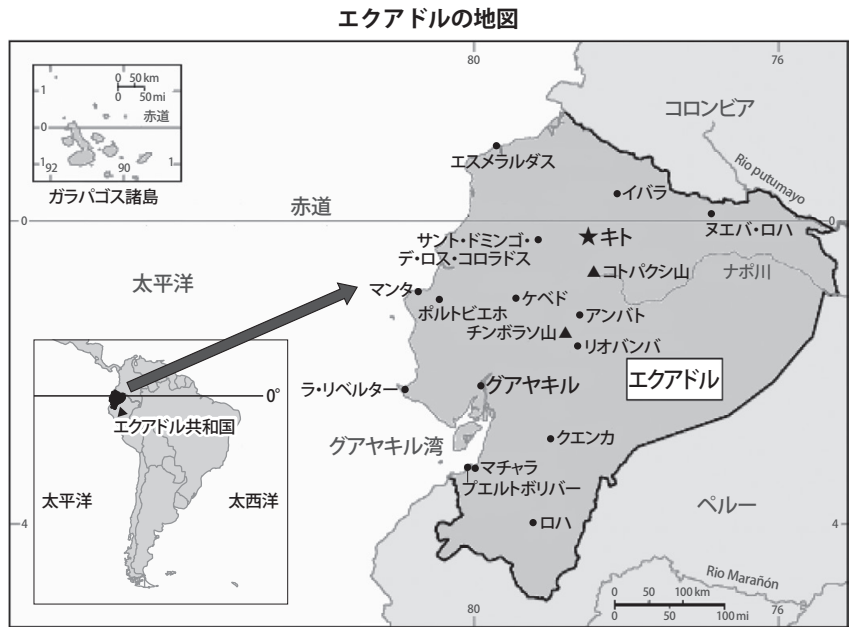 エクアドルの地図
80
76
0 50 km
0 50 mi
1
赤道
0
1
92
90
1
ガラパゴス諸島
コロンビア
Rio putumayo
エスメラルダス
イバラ
ヌエバ・ロハ
赤道
0
0
サント・ドミンゴ・
デ・ロス・コロラドス
キト
コトパクシ山
ナポ川
太平洋
マンタ
ポルトビエホ
ケベド
アンバト
チンボラソ山
リオバンバ
エクアドル
ラ・リベルター
グアヤキル
0°
エクアドル共和国
グアヤキル湾
クエンカ
マチャラ
プエルトボリバー
太平洋
太西洋
ペルー
4
ロハ
4
Rio Marañón
0 50 100 km
0 50 100 mi
80
76